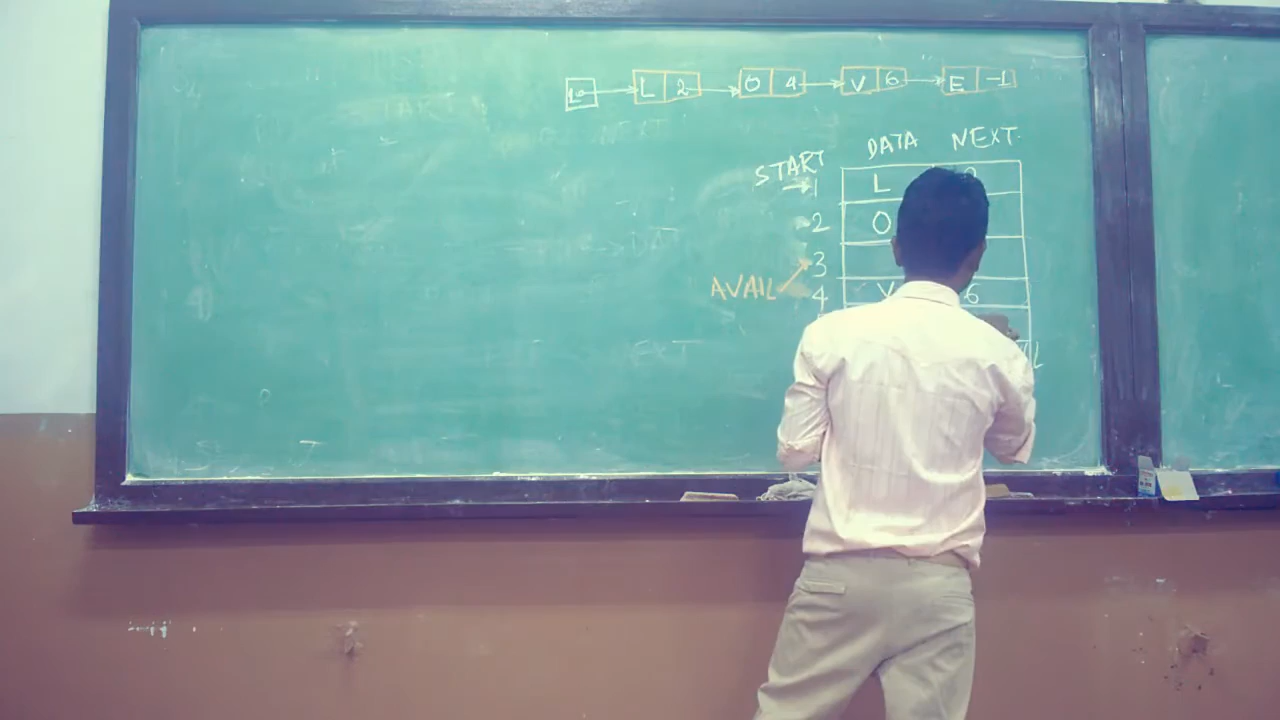 L 2 O 4 V 6 E -1
DATA NEXT
START
1 L
2 O
3
AVAIL
4 V 6